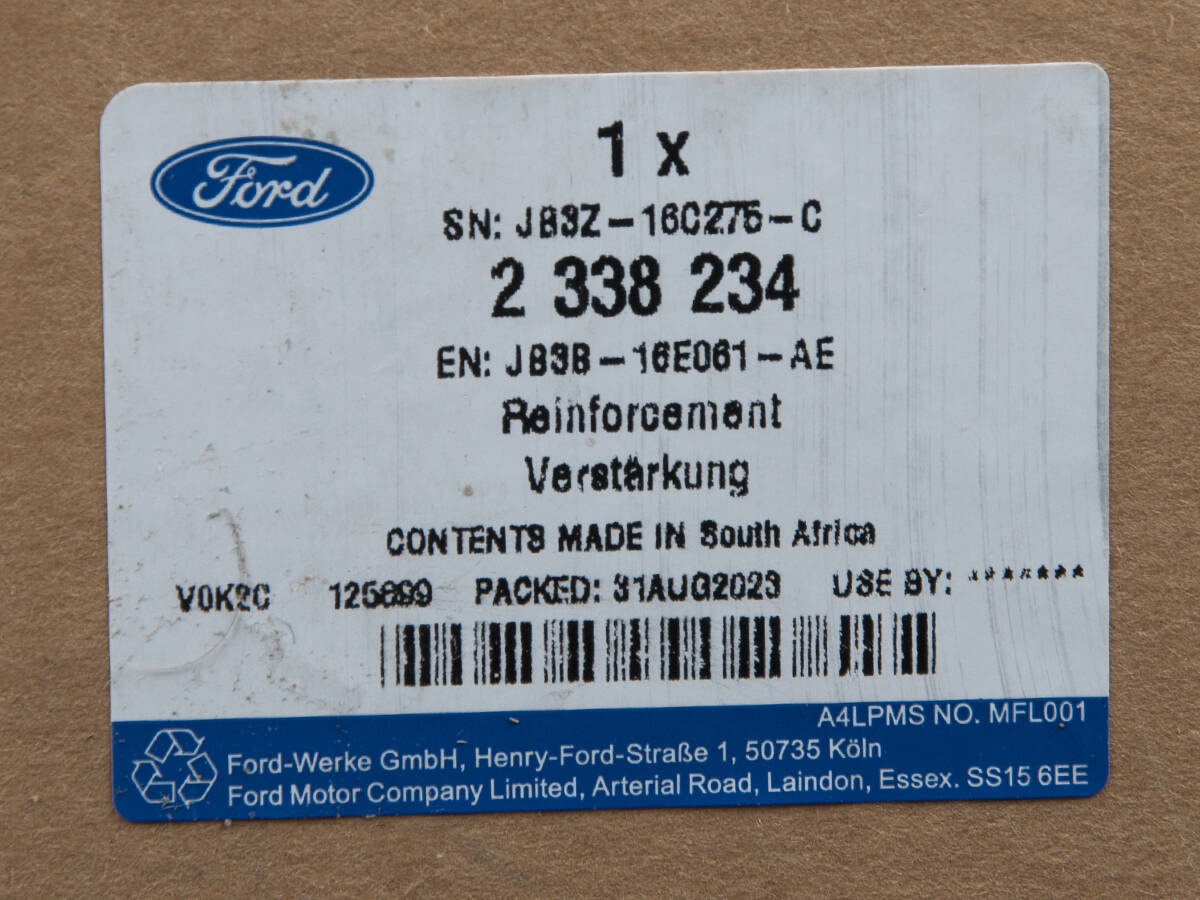 Ford
1 x
SN: JB3Z-16C275-C
2 338 234
EN: JB3B-16E061-AE
Reinforcement
Verstärkung
CONTENTS MADE IN South Africa
V0K2C 125899 PACKED: 31AUG2023 USE BY: *******
A4LPMS NO. MFL001
Ford-Werke GmbH, Henry-Ford-Straße 1, 50735 Köln
Ford Motor Company Limited, Arterial Road, Laindon, Essex. SS15 6EE